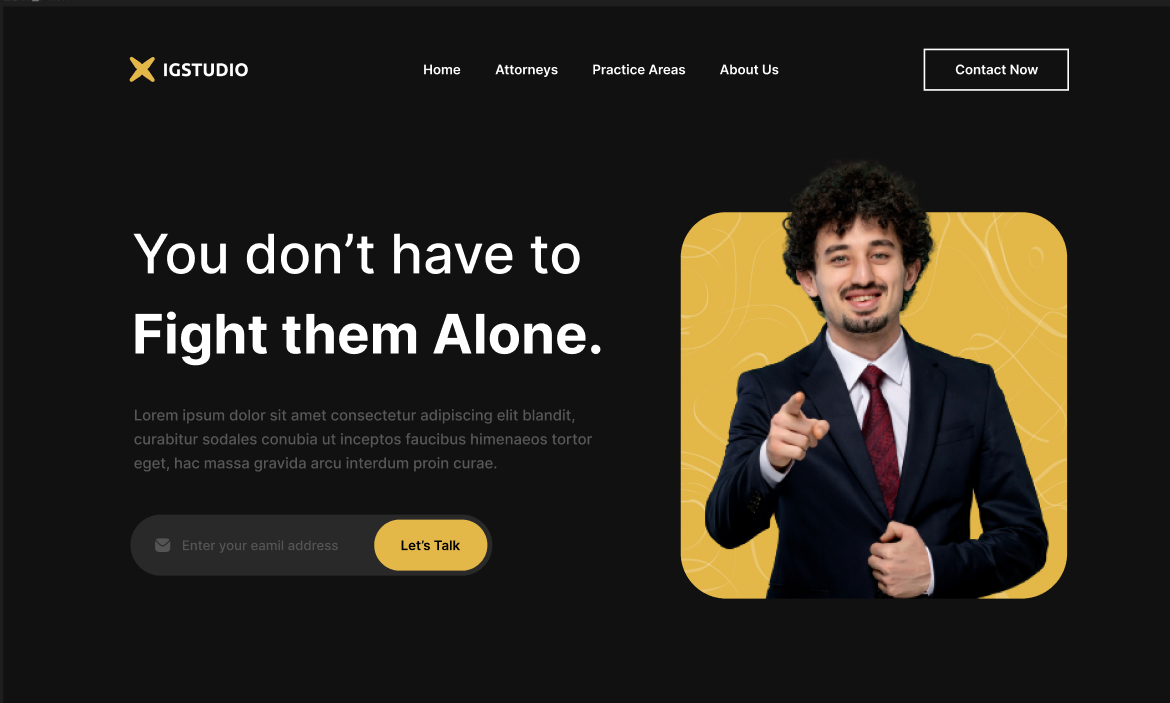 IGSTUDIO
Home
Attorneys
Practice Areas
About Us
Contact Now
You don’t have to
Fight them Alone.
Lorem ipsum dolor sit amet consectetur adipiscing elit blandit,
curabitur sodales conubia ut inceptos faucibus himenaeos tortor
eget, hac massa gravida arcu interdum proin curae.
Enter your eamil address
Let’s Talk